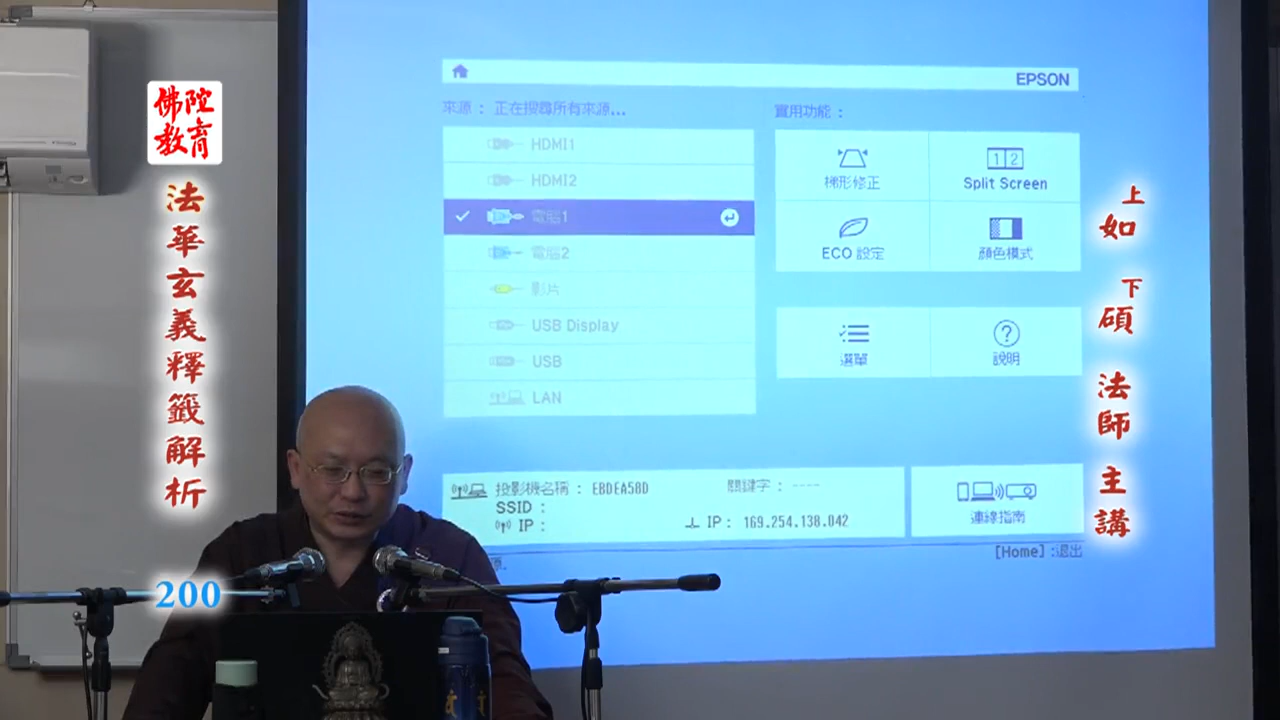 佛陀
教育
法華玄義釋籤解析
200
上如下碩法師主講
EPSON
來源：正在搜尋所有來源...
HDMI1
HDMI2
電腦1
電腦2
影片
USB Display
USB
LAN
實用功能：
梯形修正
Split Screen
1 2
ECO 設定
顏色模式
選單
說明
投影機名稱：EBDEA58D
關鍵字：----
SSID：
IP：
IP：169.254.138.042
連線指南
源.
[Home] :退出